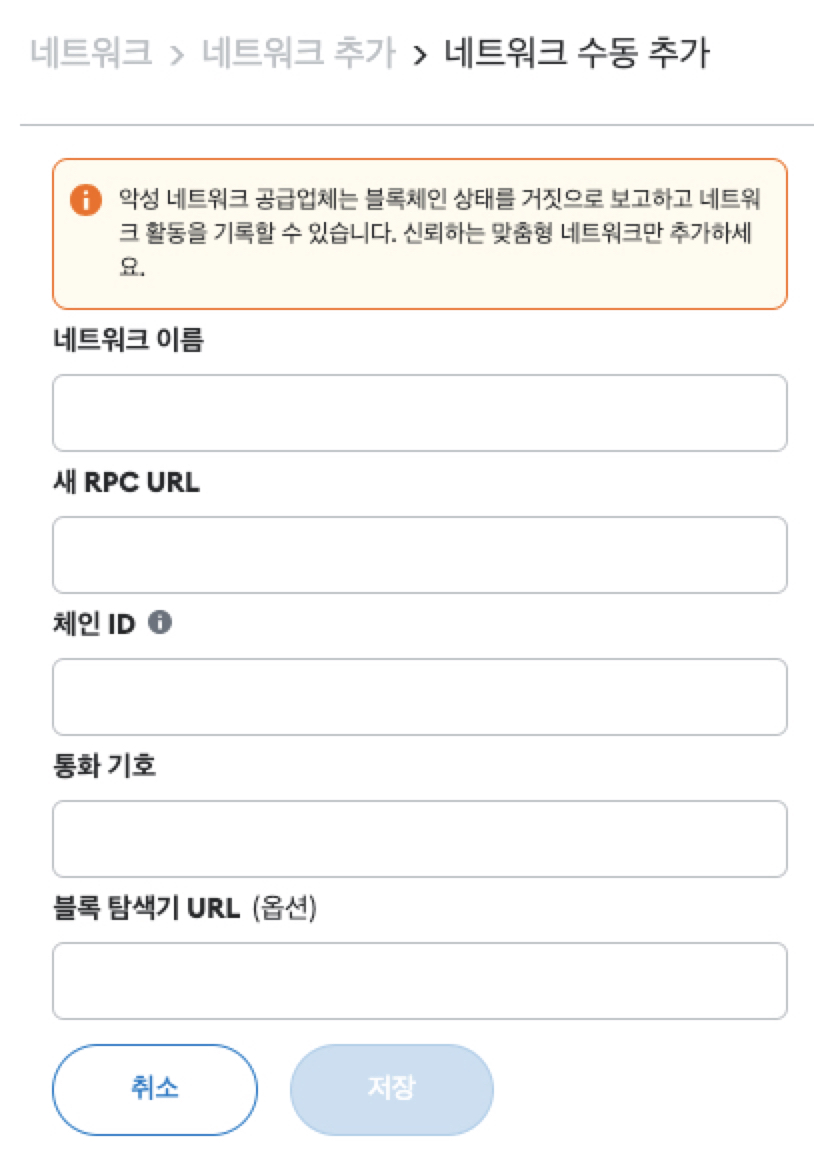 네트워크 > 네트워크 추가 > 네트워크 수동 추가
악성 네트워크 공급업체는 블록체인 상태를 거짓으로 보고하고 네트워
크 활동을 기록할 수 있습니다. 신뢰하는 맞춤형 네트워크만 추가하세
요.
네트워크 이름
새 RPC URL
체인 ID
통화 기호
블록 탐색기 URL (옵션)
취소 저장